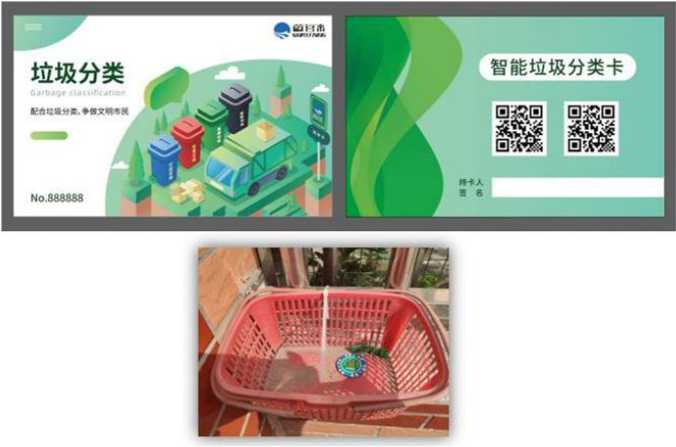 垃圾分类
Garbage classification
配合垃圾分类,争做文明市民
No.888888
智能垃圾分类卡
持卡人
签 名